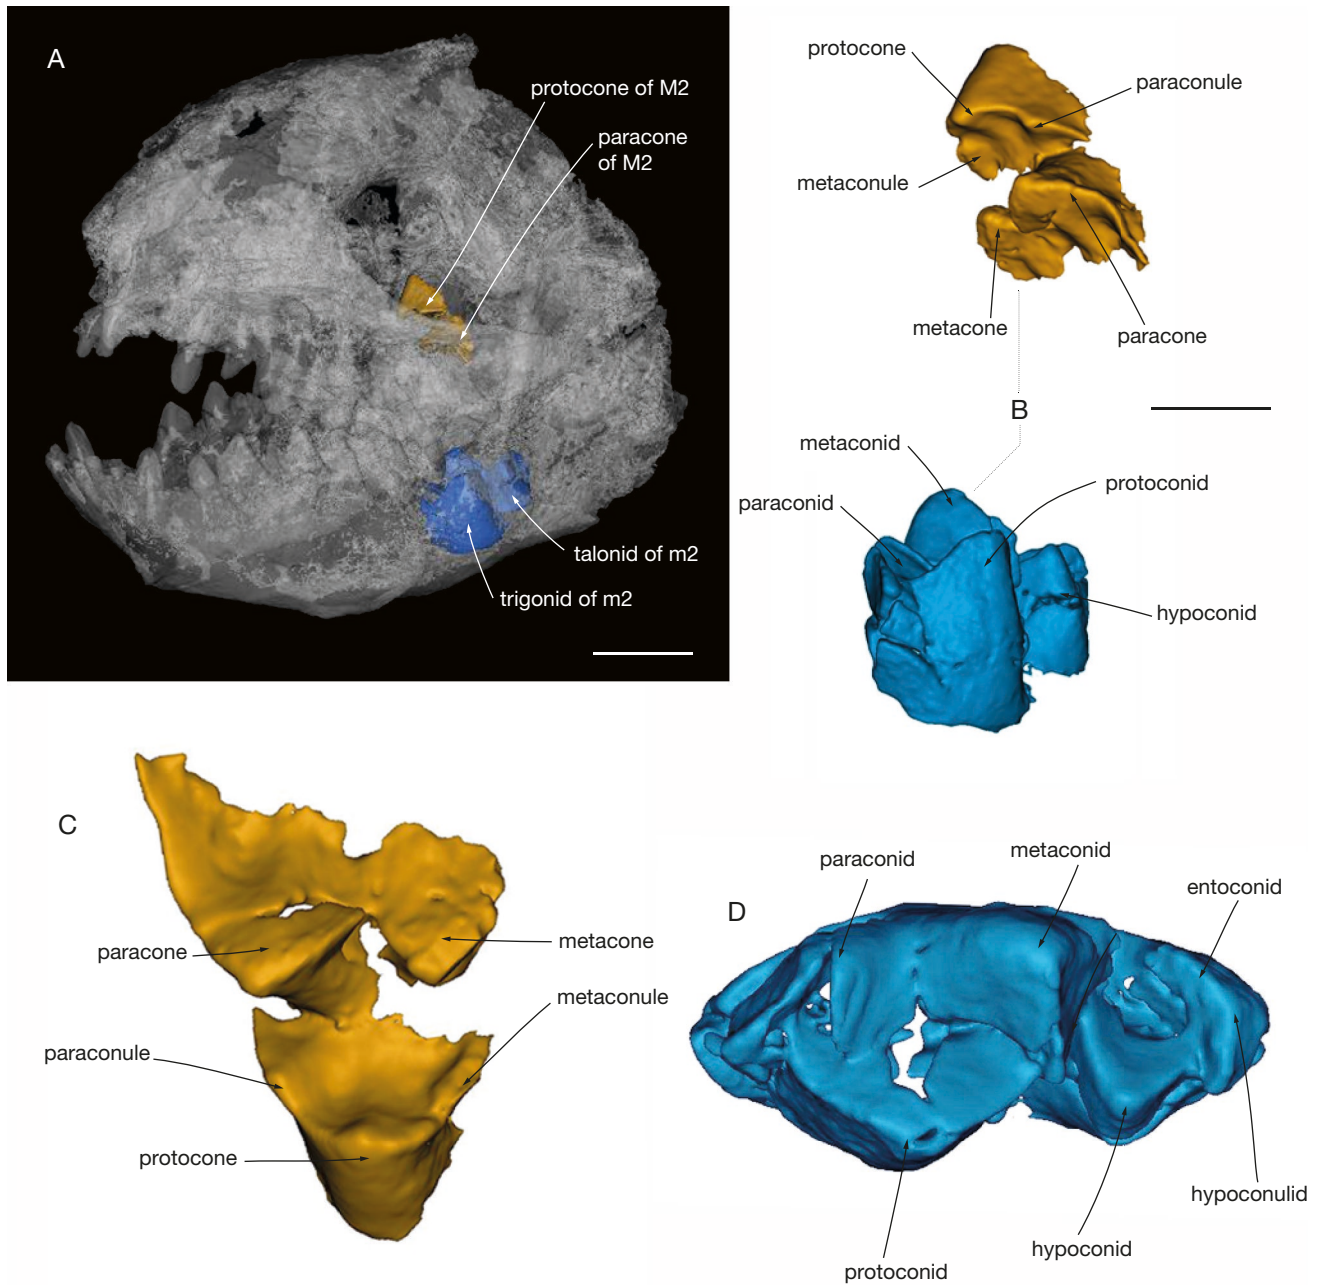 A
protocone of M2
paracone
of M2
talonid of m2
trigonid of m2
protocone
paraconule
metaconule
metacone
paracone
B
metaconid
protoconid
paraconid
hypoconid
C
paracone
metacone
metaconule
paraconule
protocone
D
paraconid
metaconid
entoconid
hypoconulid
hypoconid
protoconid